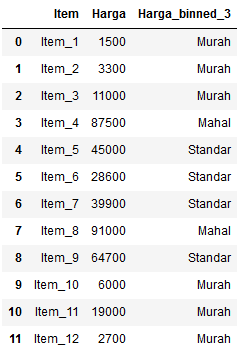 Item Harga Harga_binned_3
0 Item_1 1500 Murah
1 Item_2 3300 Murah
2 Item_3 11000 Murah
3 Item_4 87500 Mahal
4 Item_5 45000 Standar
5 Item_6 28600 Standar
6 Item_7 39900 Standar
7 Item_8 91000 Mahal
8 Item_9 64700 Standar
9 Item_10 6000 Murah
10 Item_11 19000 Murah
11 Item_12 2700 Murah